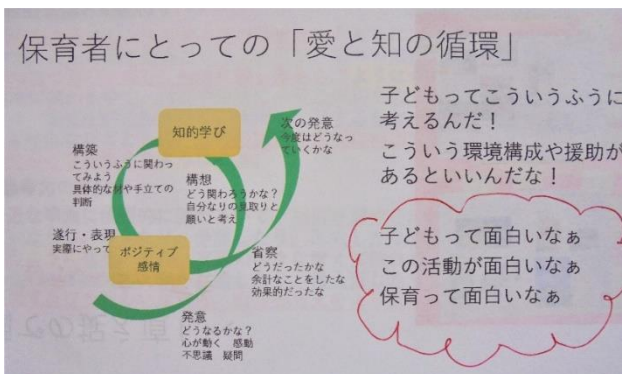 保育者にとっての「愛と知の循環」
子どもってこういうふうに
考えるんだ！
こういう環境構成や援助が
あるといいんだな！
知的学び
次の発意
今度はどうなっ
ていくかな
構築
こういうふうに関わっ
てみよう
具体的な材や手立ての
判断
構想
どう関わろうかな？
自分なりの見取りと
願いと考え
遂行・表現
実際にやって
ポジティブ
感情
省察
どうだったかな
余計なことをしたな
効果的だったな
発意
どうなるかな？
心が動く 感動
不思議 疑問
子どもって面白いなぁ
この活動が面白いなぁ
保育って面白いなぁ